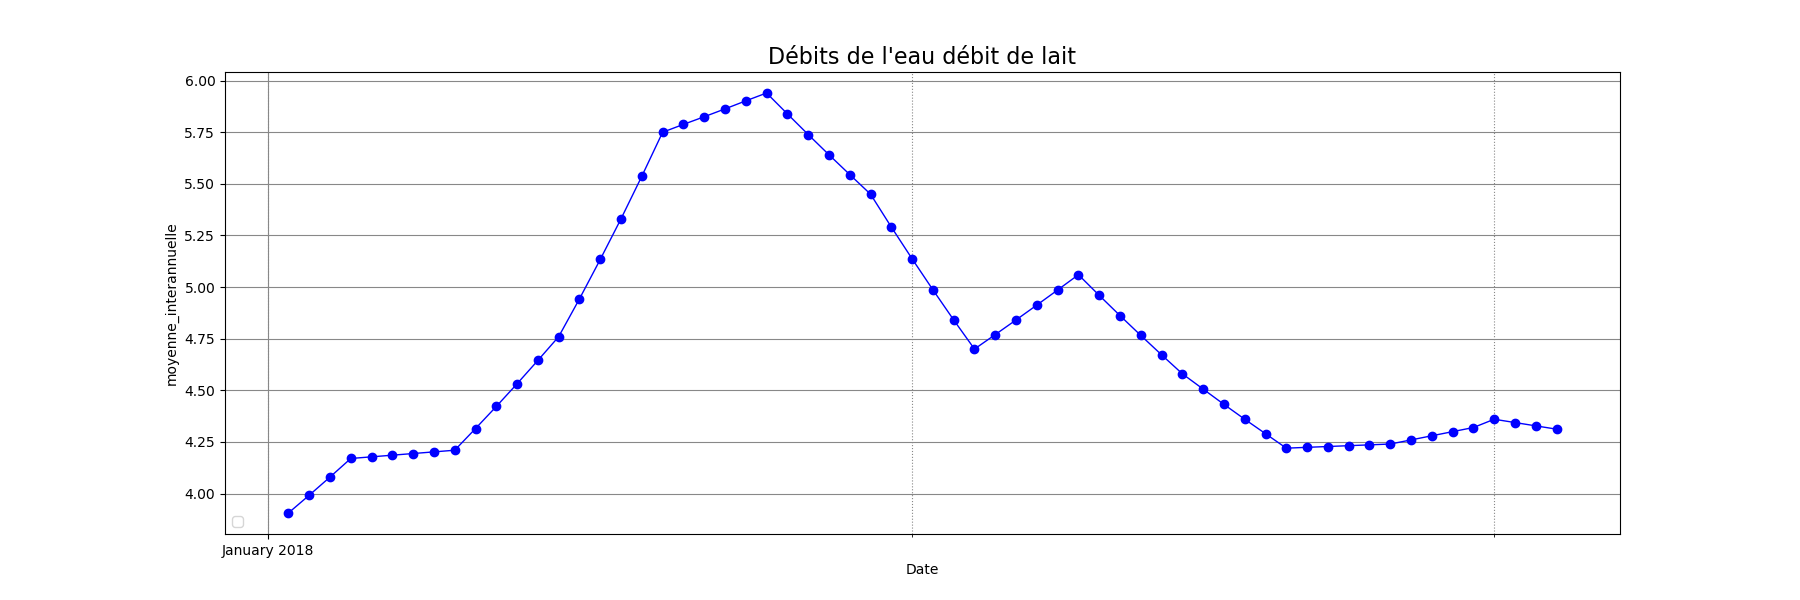 Débits de l'eau débit de lait
6.00
5.75
5.50
5.25
5.00
4.75
4.50
4.25
4.00
moyenne_interannuelle
January 2018
Date